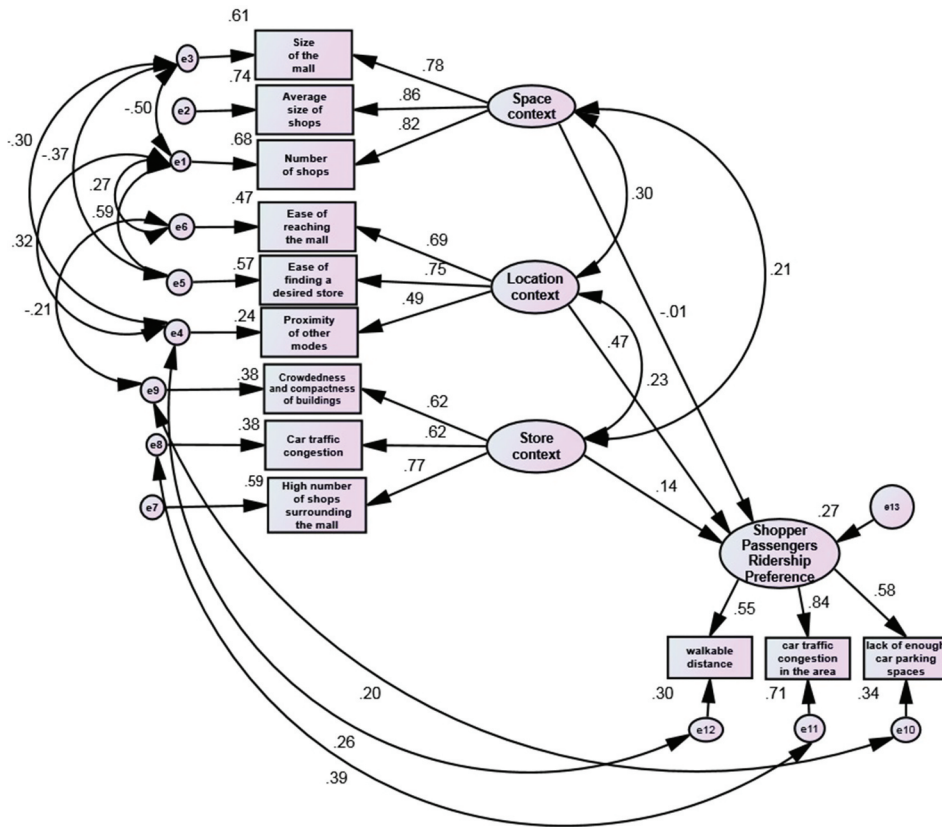 .61
e3
Size
of the
mall
.78
.74
e2
Average
size of
shops
.86
Space
context
-.50
.82
.68
e1
Number
of shops
-.30
-.37
.27
.59
.32
.47
e6
Ease of
reaching
the mall
.69
.30
.57
e5
Ease of
finding a
desired store
.75
Location
context
.21
-.21
.49
-.01
.24
e4
Proximity
of other
modes
.47
.23
.38
e9
Crowdedness
and compactness
of buildings
.62
.38
e8
Car traffic
congestion
.62
Store
context
.59
e7
High number
of shops
surrounding
the mall
.77
.14
.27
e13
Shopper
Passengers
Ridership
Preference
.55
.84
.58
walkable
distance
car traffic
congestion
in the area
lack of enough
car parking
spaces
.30
.71
.34
e12
e11
e10
.20
.26
.39